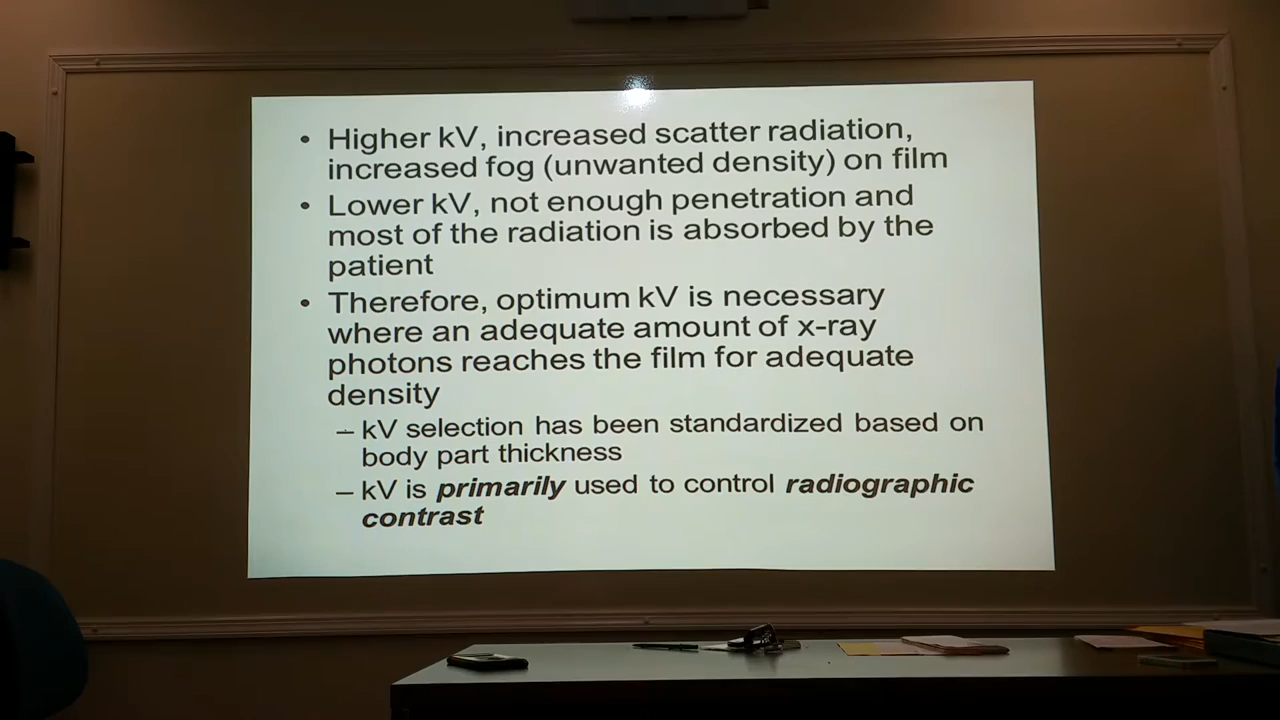 • Higher kV, increased scatter radiation,
increased fog (unwanted density) on film
• Lower kV, not enough penetration and
most of the radiation is absorbed by the
patient
• Therefore, optimum kV is necessary
where an adequate amount of x-ray
photons reaches the film for adequate
density
– kV selection has been standardized based on
body part thickness
– kV is primarily used to control radiographic
contrast